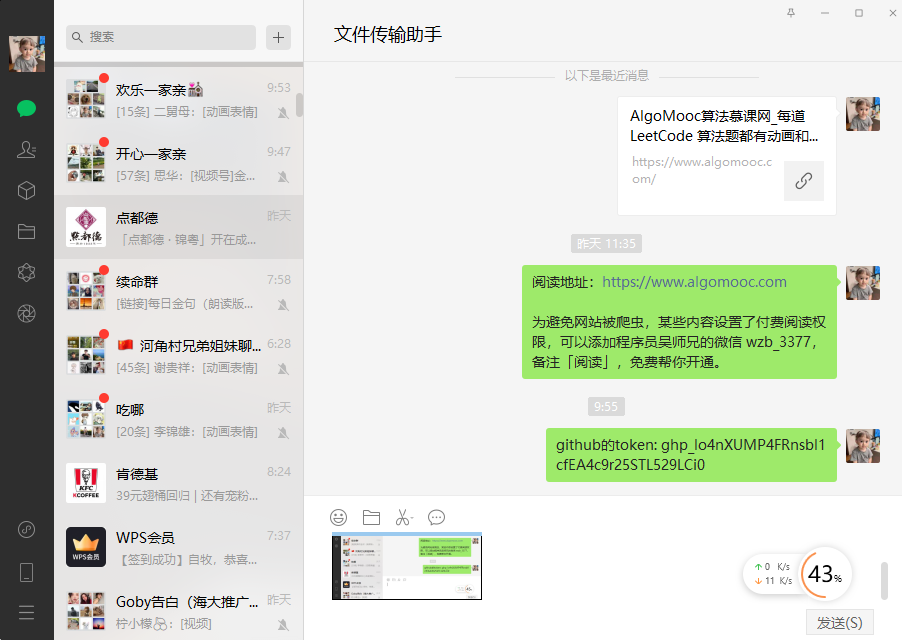 搜索
欢乐一家亲
9:53
[15条] 二舅母: [动画表情]
开心一家亲
9:47
[57条] 思华: [视频号]金...
点都德
昨天
「点都德 · 锦粤」开在成...
续命群
7:58
[链接]每日金句（朗读版...
河角村兄弟姐妹聊...
6:28
[45条] 谢贵祥: [动画表情]
吃哪
昨天
[20条] 李锦雄: [动画表情]
肯德基
8:24
39元翅桶回归 | 还有宠粉...
KFC
KCOFFEE
WPS会员
7:37
【签到成功】自牧，恭喜...
WPS会员
Goby告白（海大推广...
昨天
柠小檬: [视频]
文件传输助手
以下是最近消息
AlgoMooc算法慕课网_每道
LeetCode 算法题都有动画和...
https://www.algomooc.c
om/
昨天 11:35
阅读地址：https://www.algomooc.com
为避免网站被爬虫，某些内容设置了付费阅读权
限，可以添加程序员吴师兄的微信 wzb_3377，
备注「阅读」，免费帮你开通。
9:55
github的token: ghp_lo4nXUMP4FRnsbl1
cfEA4c9r25STL529LCi0
0 K/s
11 K/s
43%
发送(S)